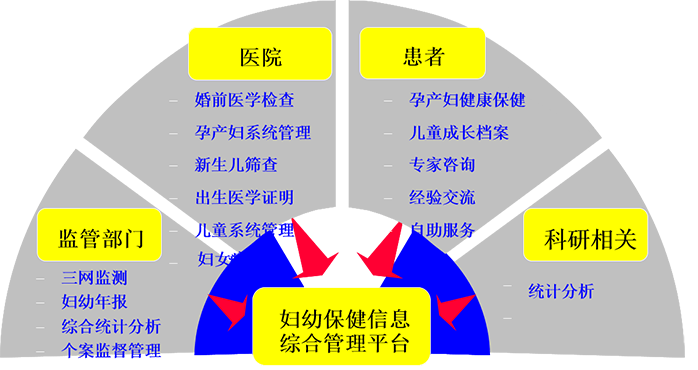 医院
婚前医学检查
孕产妇系统管理
新生儿筛查
出生医学证明
儿童系统管理
妇女
患者
孕产妇健康保健
儿童成长档案
专家咨询
经验交流
自助服务
监管部门
三网监测
妇幼年报
综合统计分析
个案监督管理
科研相关
统计分析
妇幼保健信息
综合管理平台